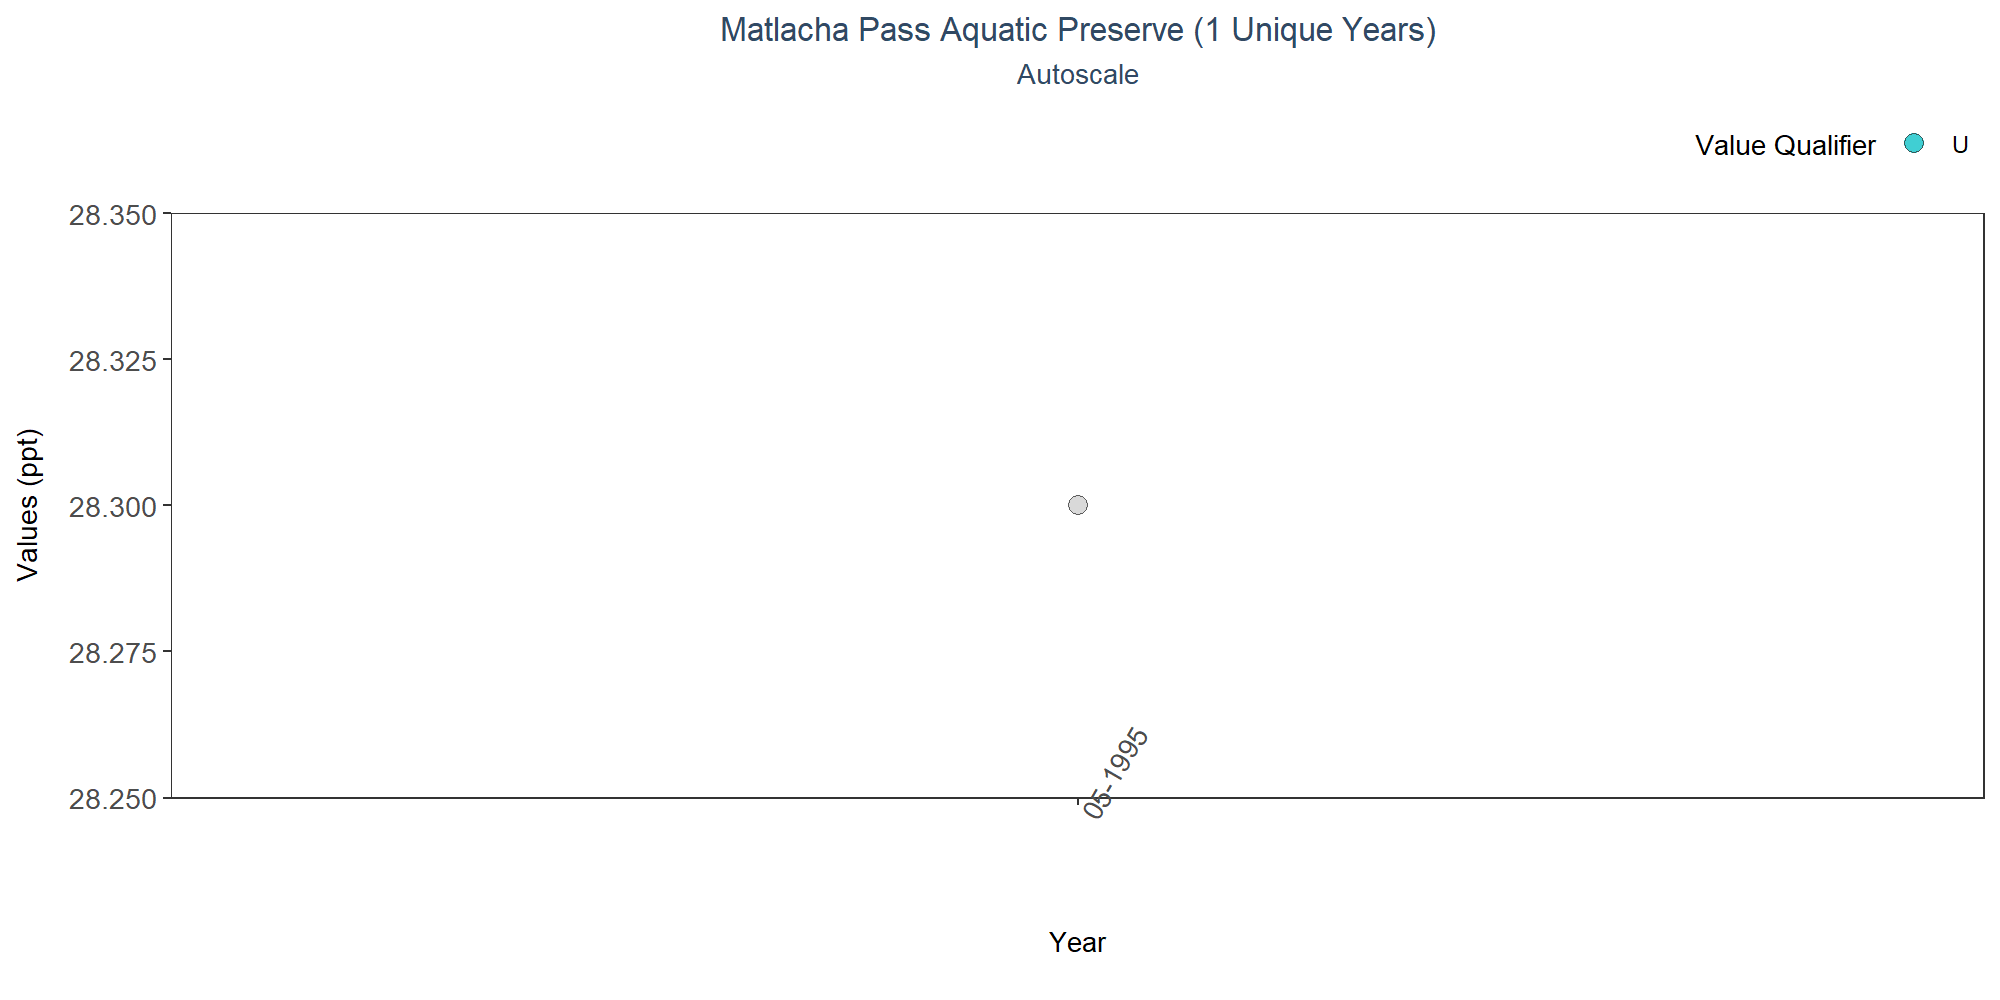 Matlacha Pass Aquatic Preserve (1 Unique Years)
Autoscale
Value Qualifier U
28.350
28.325
28.300
28.275
28.250
Values (ppt)
05-1995
Year